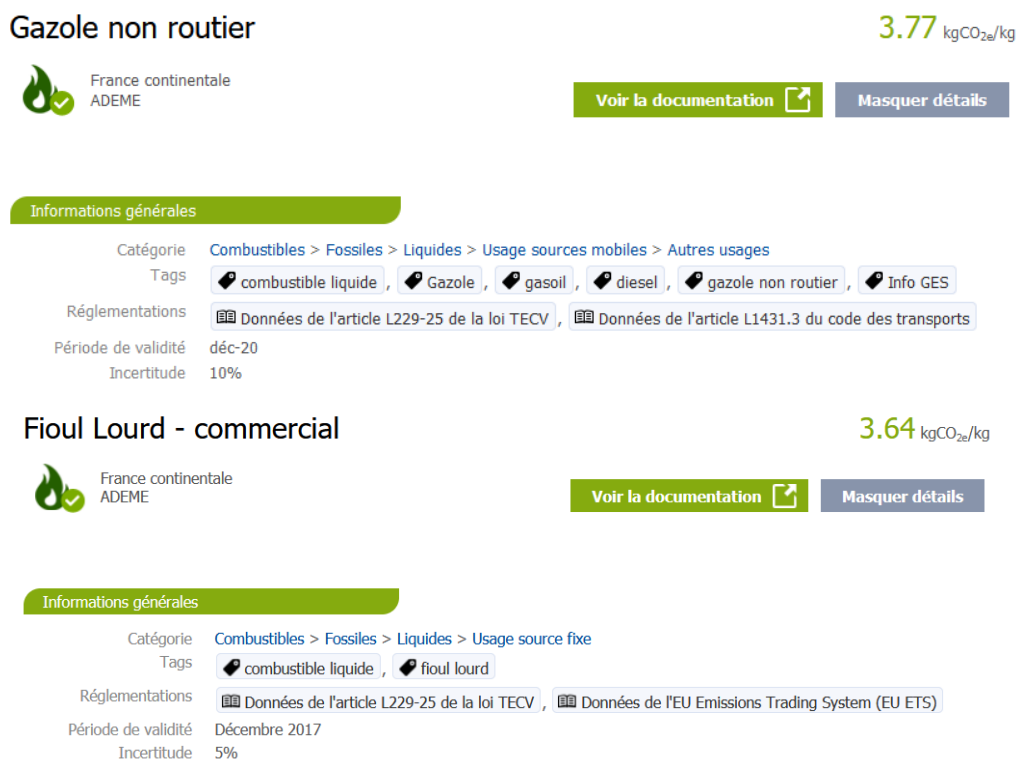 Gazole non routier 3.77 kgCO2e/kg
France continentale
ADEME
Voir la documentation Masquer détails
Informations générales
Catégorie Combustibles > Fossiles > Liquides > Usage sources mobiles > Autres usages
Tags combustible liquide , Gazole , gasoil , diesel , gazole non routier , Info GES
Réglementations Données de l'article L229-25 de la loi TECV , Données de l'article L1431.3 du code des transports
Période de validité déc-20
Incertitude 10%
Fioul Lourd - commercial 3.64 kgCO2e/kg
France continentale
ADEME
Voir la documentation Masquer détails
Informations générales
Catégorie Combustibles > Fossiles > Liquides > Usage source fixe
Tags combustible liquide , fioul lourd
Réglementations Données de l'article L229-25 de la loi TECV , Données de l'EU Emissions Trading System (EU ETS)
Période de validité Décembre 2017
Incertitude 5%